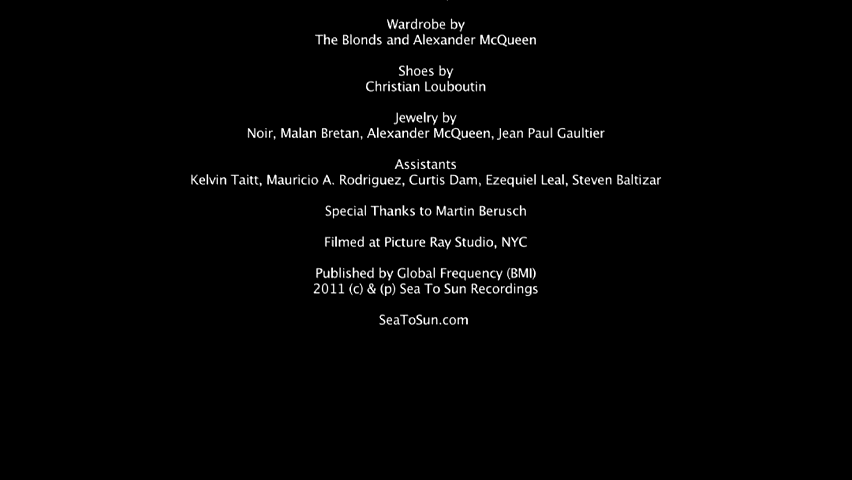 Wardrobe by
The Blonds and Alexander McQueen
Shoes by
Christian Louboutin
Jewelry by
Noir, Malan Bretan, Alexander McQueen, Jean Paul Gaultier
Assistants
Kelvin Taitt, Mauricio A. Rodriguez, Curtis Dam, Ezequiel Leal, Steven Baltizar
Special Thanks to Martin Berusch
Filmed at Picture Ray Studio, NYC
Published by Global Frequency (BMI)
2011 (c) & (p) Sea To Sun Recordings
SeaToSun.com